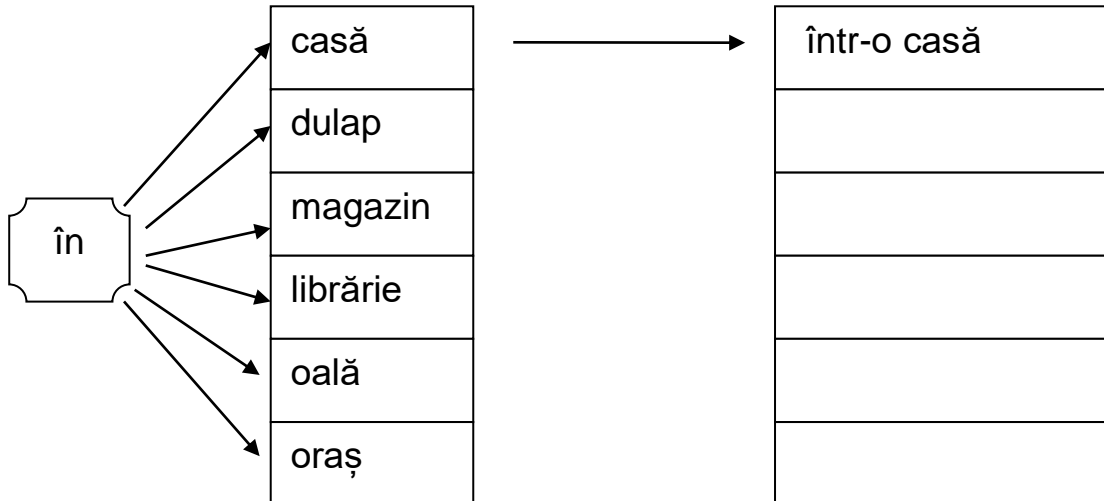 casă
într-o casă
dulap
magazin
în
librărie
oală
oraș